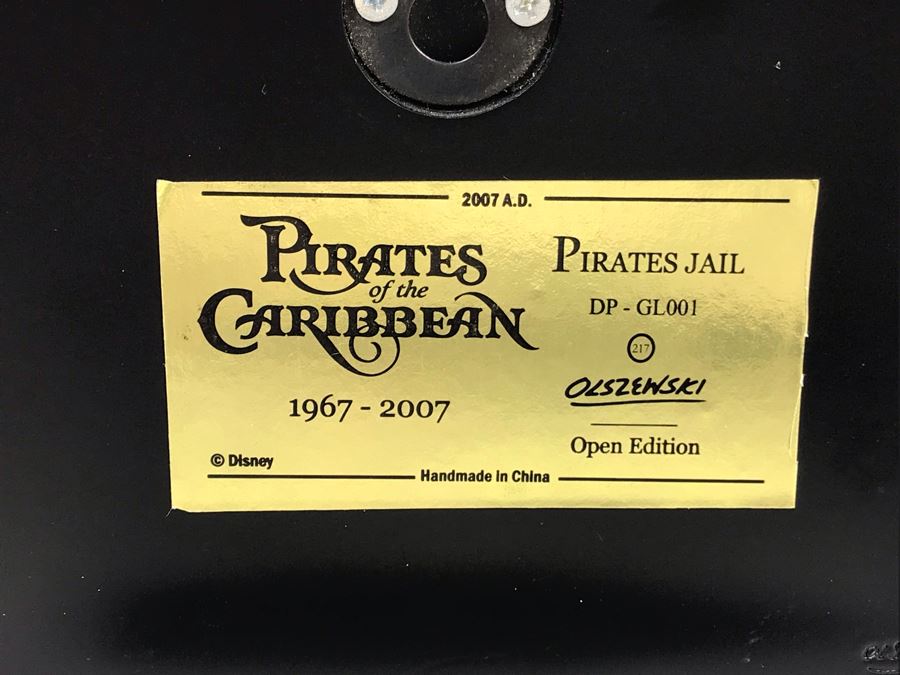 2007 A.D.
PIRATES
of the
CARIBBEAN
1967 - 2007
© Disney
PIRATES JAIL
DP - GL001
217
OLSZEWSKI
Open Edition
Handmade in China